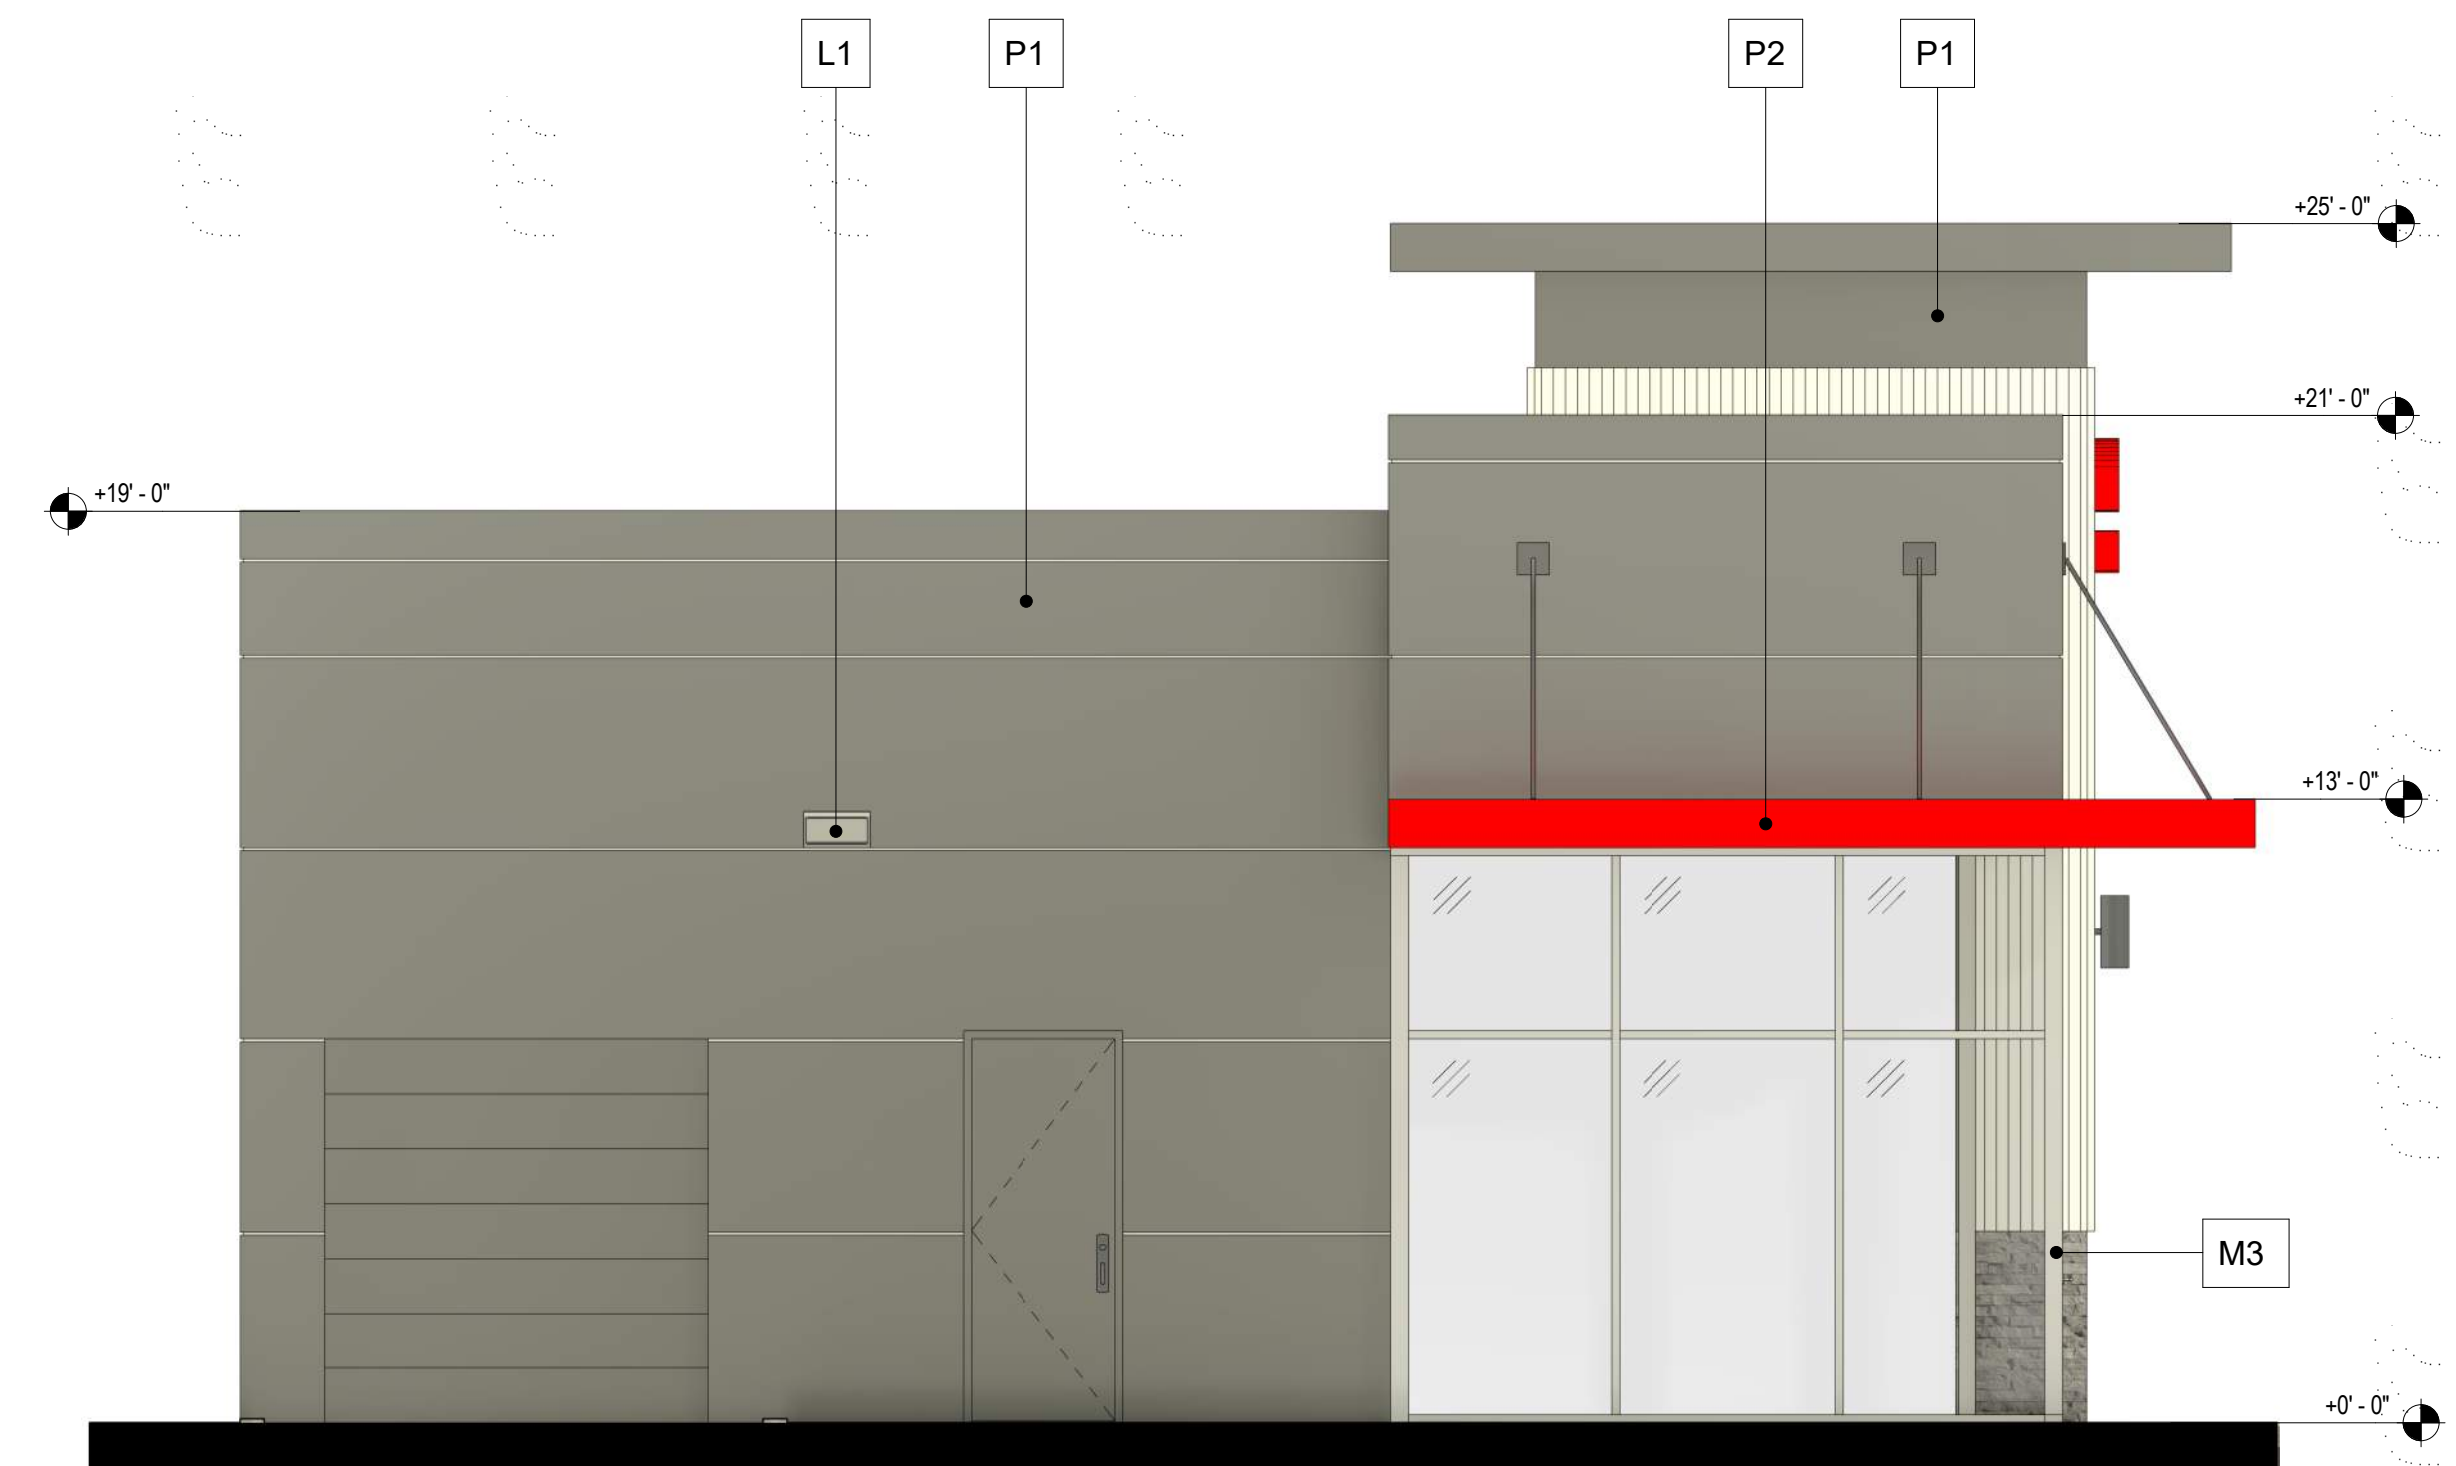 L1
P1
P2
P1
+25' - 0"
+21' - 0"
+19' - 0"
+13' - 0"
M3
+0' - 0"